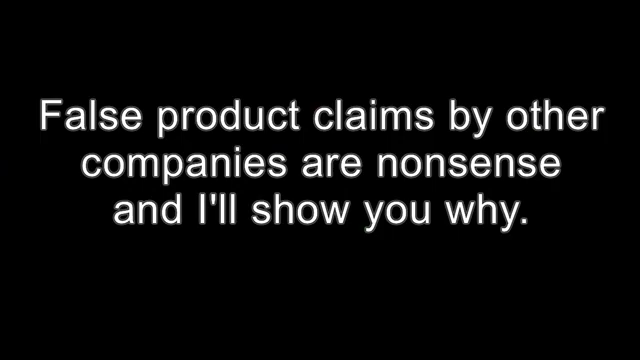 False product claims by other
companies are nonsense
and I'll show you why.